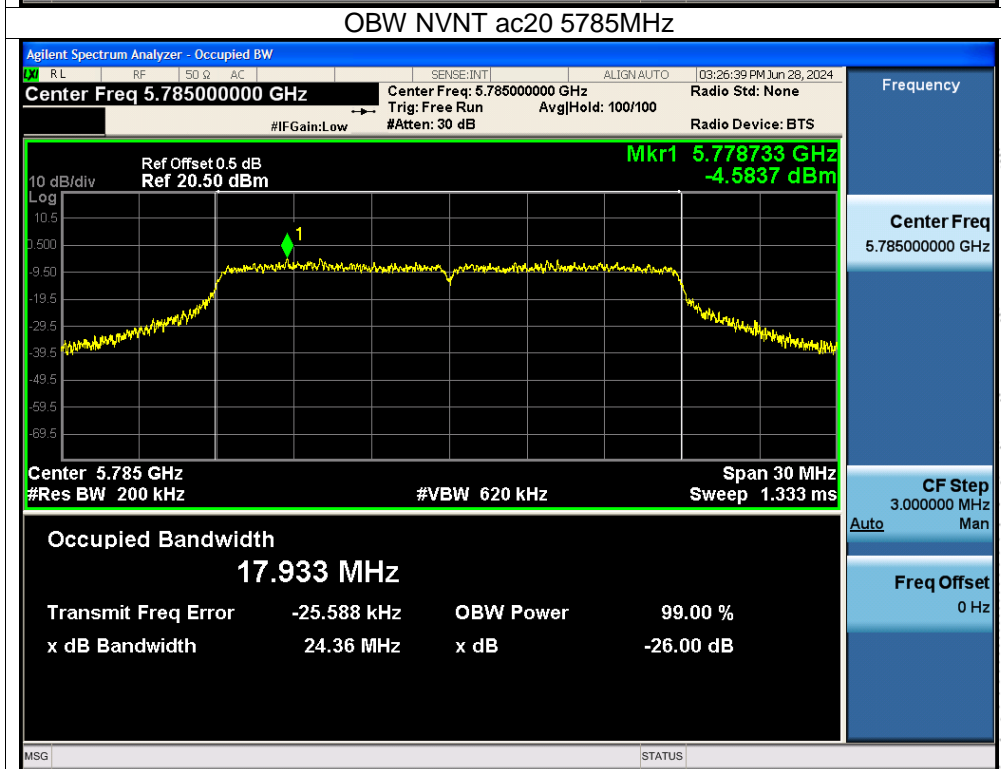 OBW NVNT ac20 5785MHz
Agilent Spectrum Analyzer - Occupied BW
LXI RL RF 50 Ω AC SENSE:INT ALIGN AUTO 03:26:39 PM Jun 28, 2024
Center Freq 5.785000000 GHz Center Freq: 5.785000000 GHz Radio Std: None
Trig: Free Run Avg|Hold: 100/100
#IFGain:Low #Atten: 30 dB Radio Device: BTS
Mkr1 5.778733 GHz
-4.5837 dBm
Ref Offset 0.5 dB
10 dB/div Ref 20.50 dBm
Log
10.5
0.500
-9.50
-19.5
-29.5
-39.5
-49.5
-59.5
-69.5
1
Center 5.785 GHz Span 30 MHz
#Res BW 200 kHz #VBW 620 kHz Sweep 1.333 ms
Occupied Bandwidth
17.933 MHz
Transmit Freq Error -25.588 kHz OBW Power 99.00 %
x dB Bandwidth 24.36 MHz x dB -26.00 dB
Frequency
Center Freq
5.785000000 GHz
CF Step
3.000000 MHz
Auto Man
Freq Offset
0 Hz
MSG STATUS